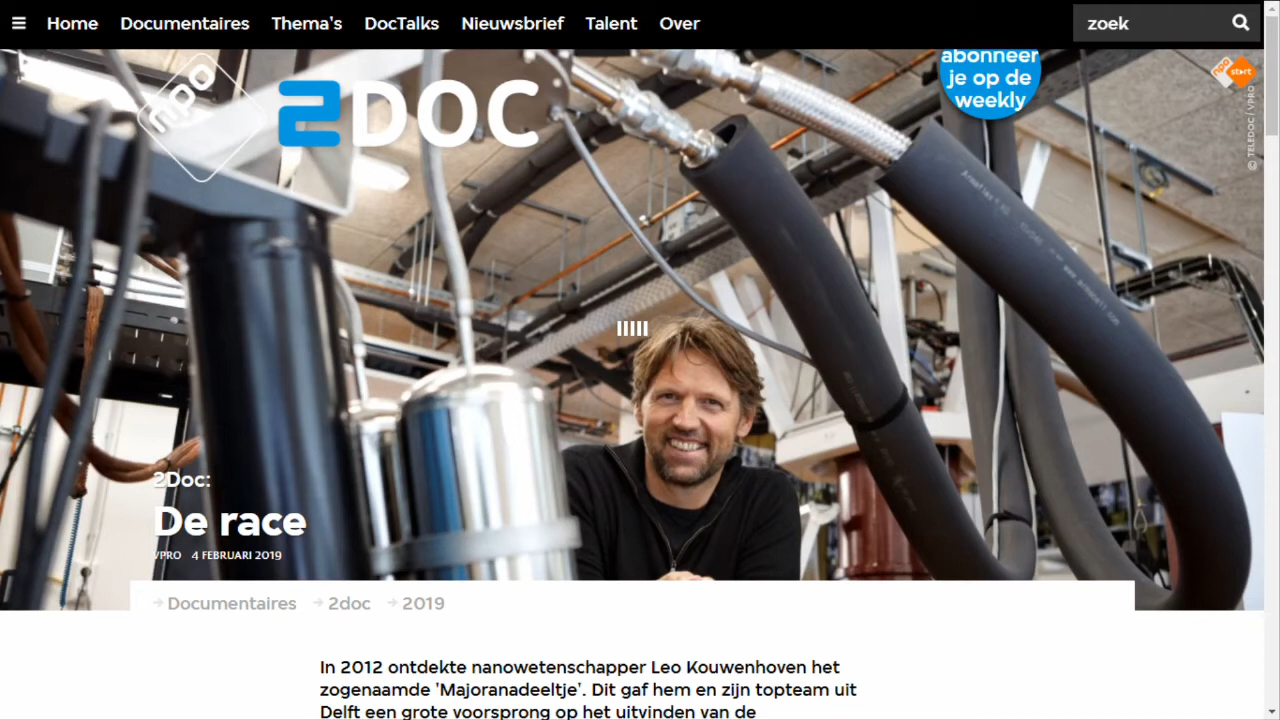 Home Documentaires Thema's DocTalks Nieuwsbrief Talent Over zoek
npo 2DOC
abonneer
je op de
weekly
npo start
© TELEDOC / VPRO
2Doc:
De race
VPRO 4 FEBRUARI 2019
Documentaires 2doc 2019
In 2012 ontdekte nanowetenschapper Leo Kouwenhoven het
zogenaamde 'Majoranadeeltje'. Dit gaf hem en zijn topteam uit
Delft een grote voorsprong op het uitvinden van de